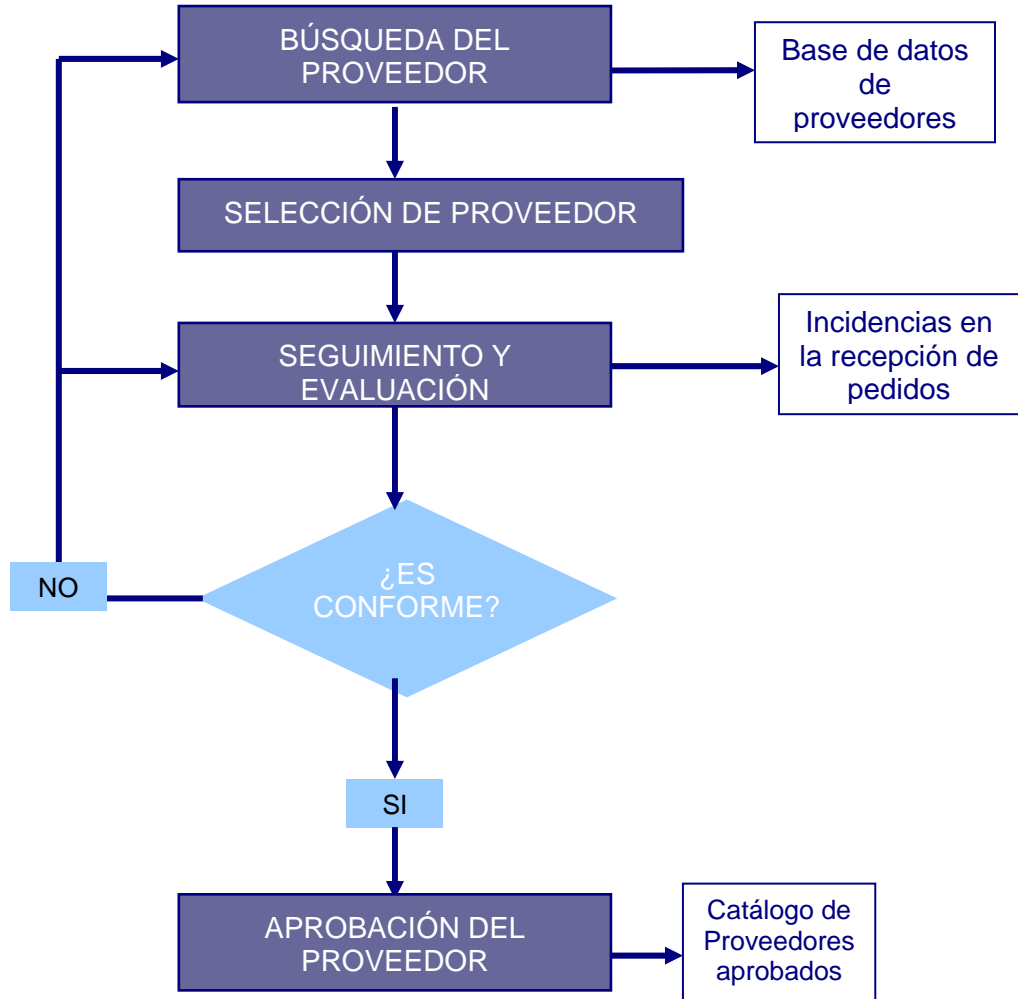 BÚSQUEDA DEL
PROVEEDOR
Base de datos
de
proveedores
SELECCIÓN DE PROVEEDOR
SEGUIMIENTO Y
EVALUACIÓN
Incidencias en
la recepción de
pedidos
¿ES
CONFORME?
NO
SI
APROBACIÓN DEL
PROVEEDOR
Catálogo de
Proveedores
aprobados